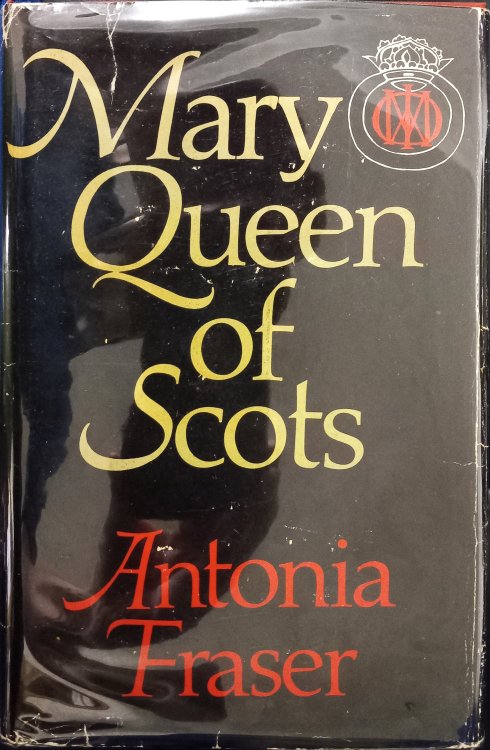 Mary
Queen
of
Scots
Antonia
Fraser